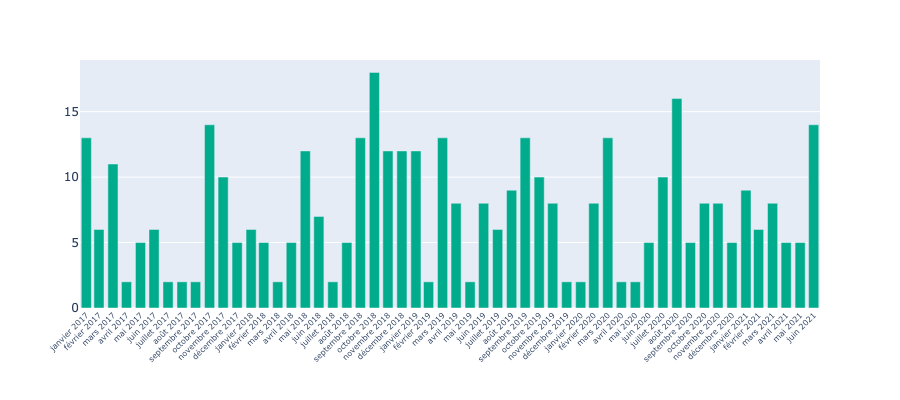 15
10
5
0
janvier 2017
février 2017
mars 2017
avril 2017
mai 2017
juin 2017
juillet 2017
août 2017
septembre 2017
octobre 2017
novembre 2017
décembre 2017
janvier 2018
février 2018
mars 2018
avril 2018
mai 2018
juin 2018
juillet 2018
août 2018
septembre 2018
octobre 2018
novembre 2018
décembre 2018
janvier 2019
février 2019
mars 2019
avril 2019
mai 2019
juin 2019
juillet 2019
août 2019
septembre 2019
octobre 2019
novembre 2019
décembre 2019
janvier 2020
février 2020
mars 2020
avril 2020
mai 2020
juin 2020
juillet 2020
août 2020
septembre 2020
octobre 2020
novembre 2020
décembre 2020
janvier 2021
février 2021
mars 2021
avril 2021
mai 2021
juin 2021